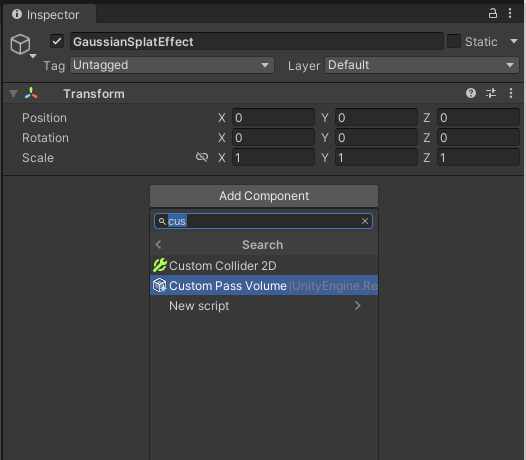 Inspector
GaussianSplatEffect Static
Tag Untagged Layer Default
Transform
Position X 0 Y 0 Z 0
Rotation X 0 Y 0 Z 0
Scale X 1 Y 1 Z 1
Add Component
cus
Search
Custom Collider 2D
Custom Pass Volume (UnityEngine.Re
New script